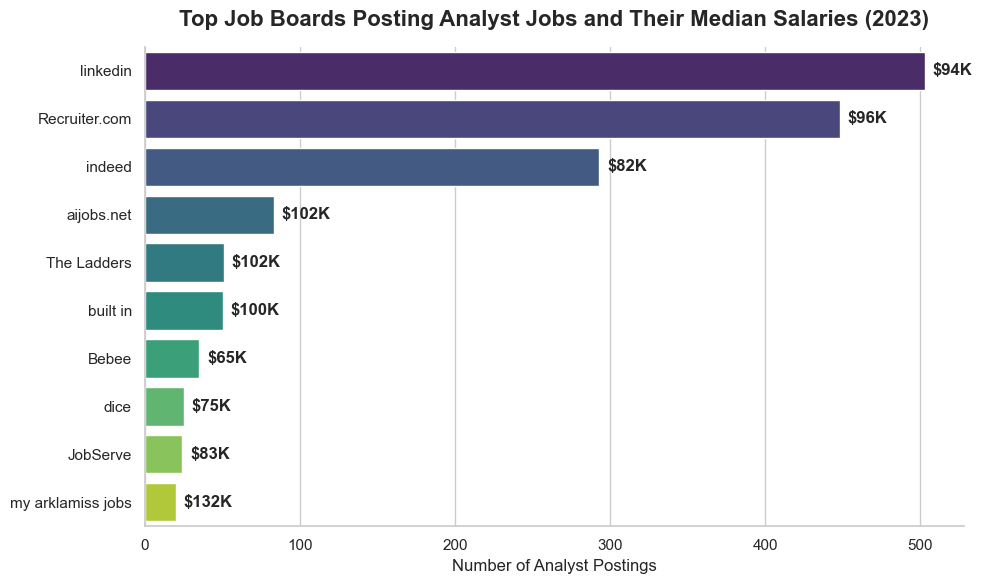 Top Job Boards Posting Analyst Jobs and Their Median Salaries (2023)
linkedin $94K
Recruiter.com $96K
indeed $82K
aijobs.net $102K
The Ladders $102K
built in $100K
Bebee $65K
dice $75K
JobServe $83K
my arklamiss jobs $132K
0 100 200 300 400 500
Number of Analyst Postings